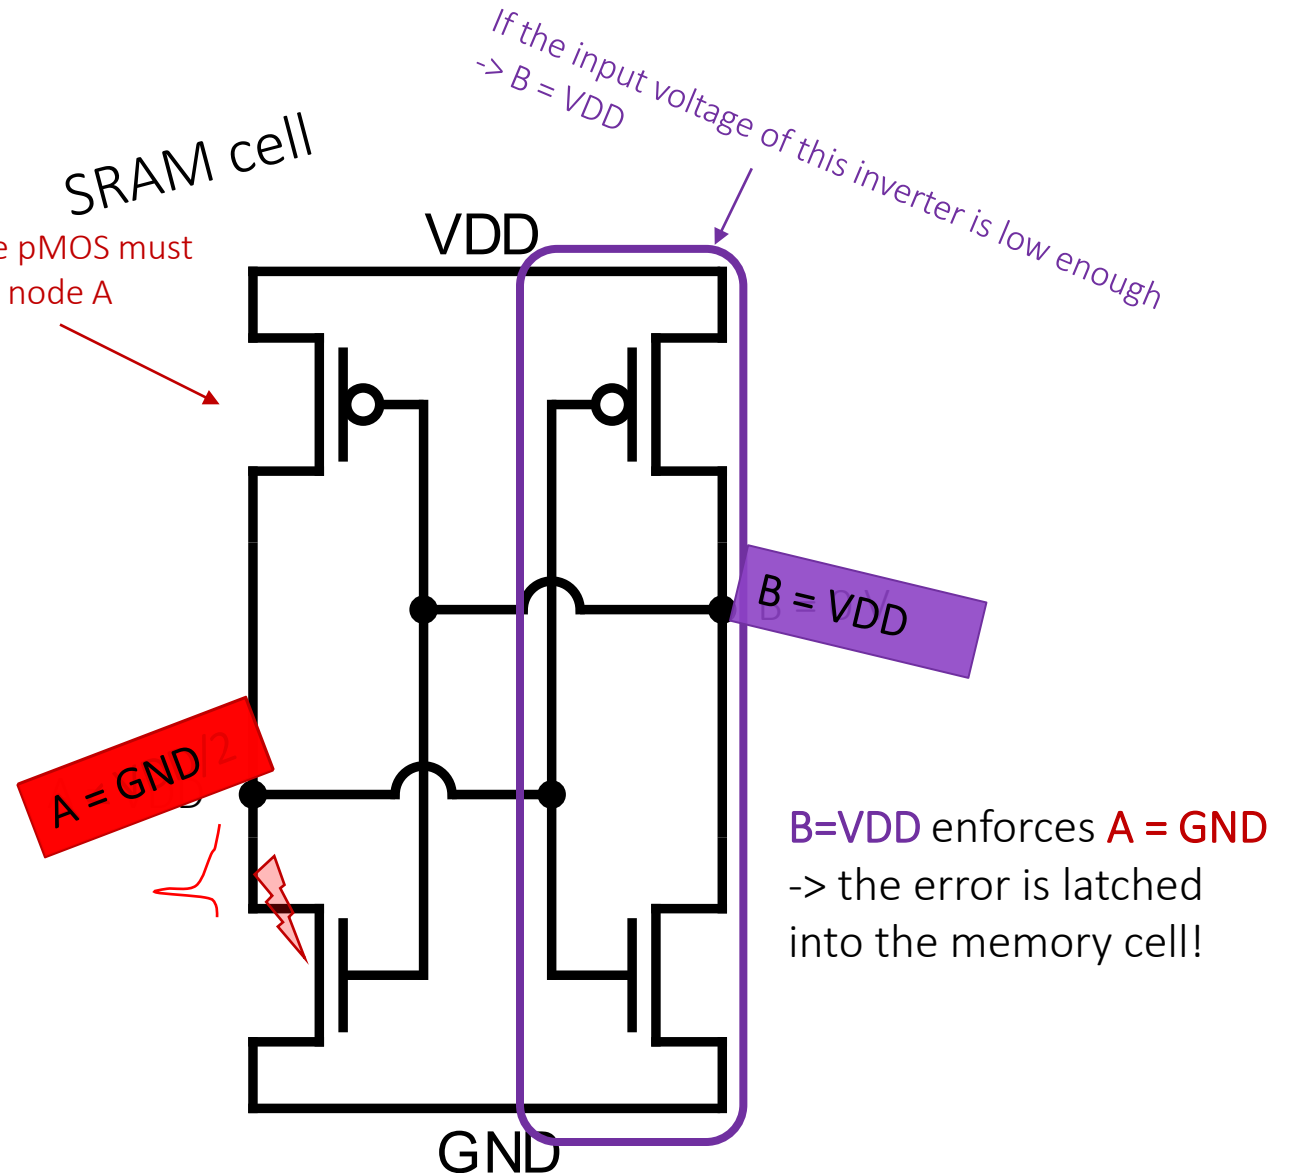 If the input voltage of this inverter is low enough
-> B = VDD
SRAM cell
pMOS must
node A
VDD
B = VDD
A = GND
B=VDD enforces A = GND
-> the error is latched
into the memory cell!
GND